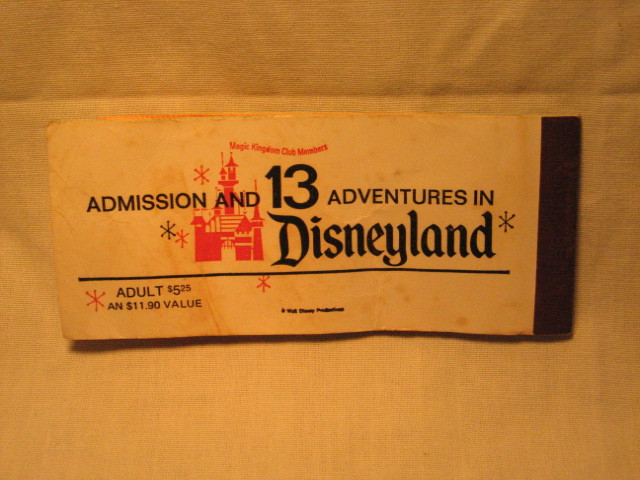 Magic Kingdom Club Members
ADMISSION AND 13 ADVENTURES IN
Disneyland
ADULT $5.25
AN $11.90 VALUE
© Walt Disney Productions